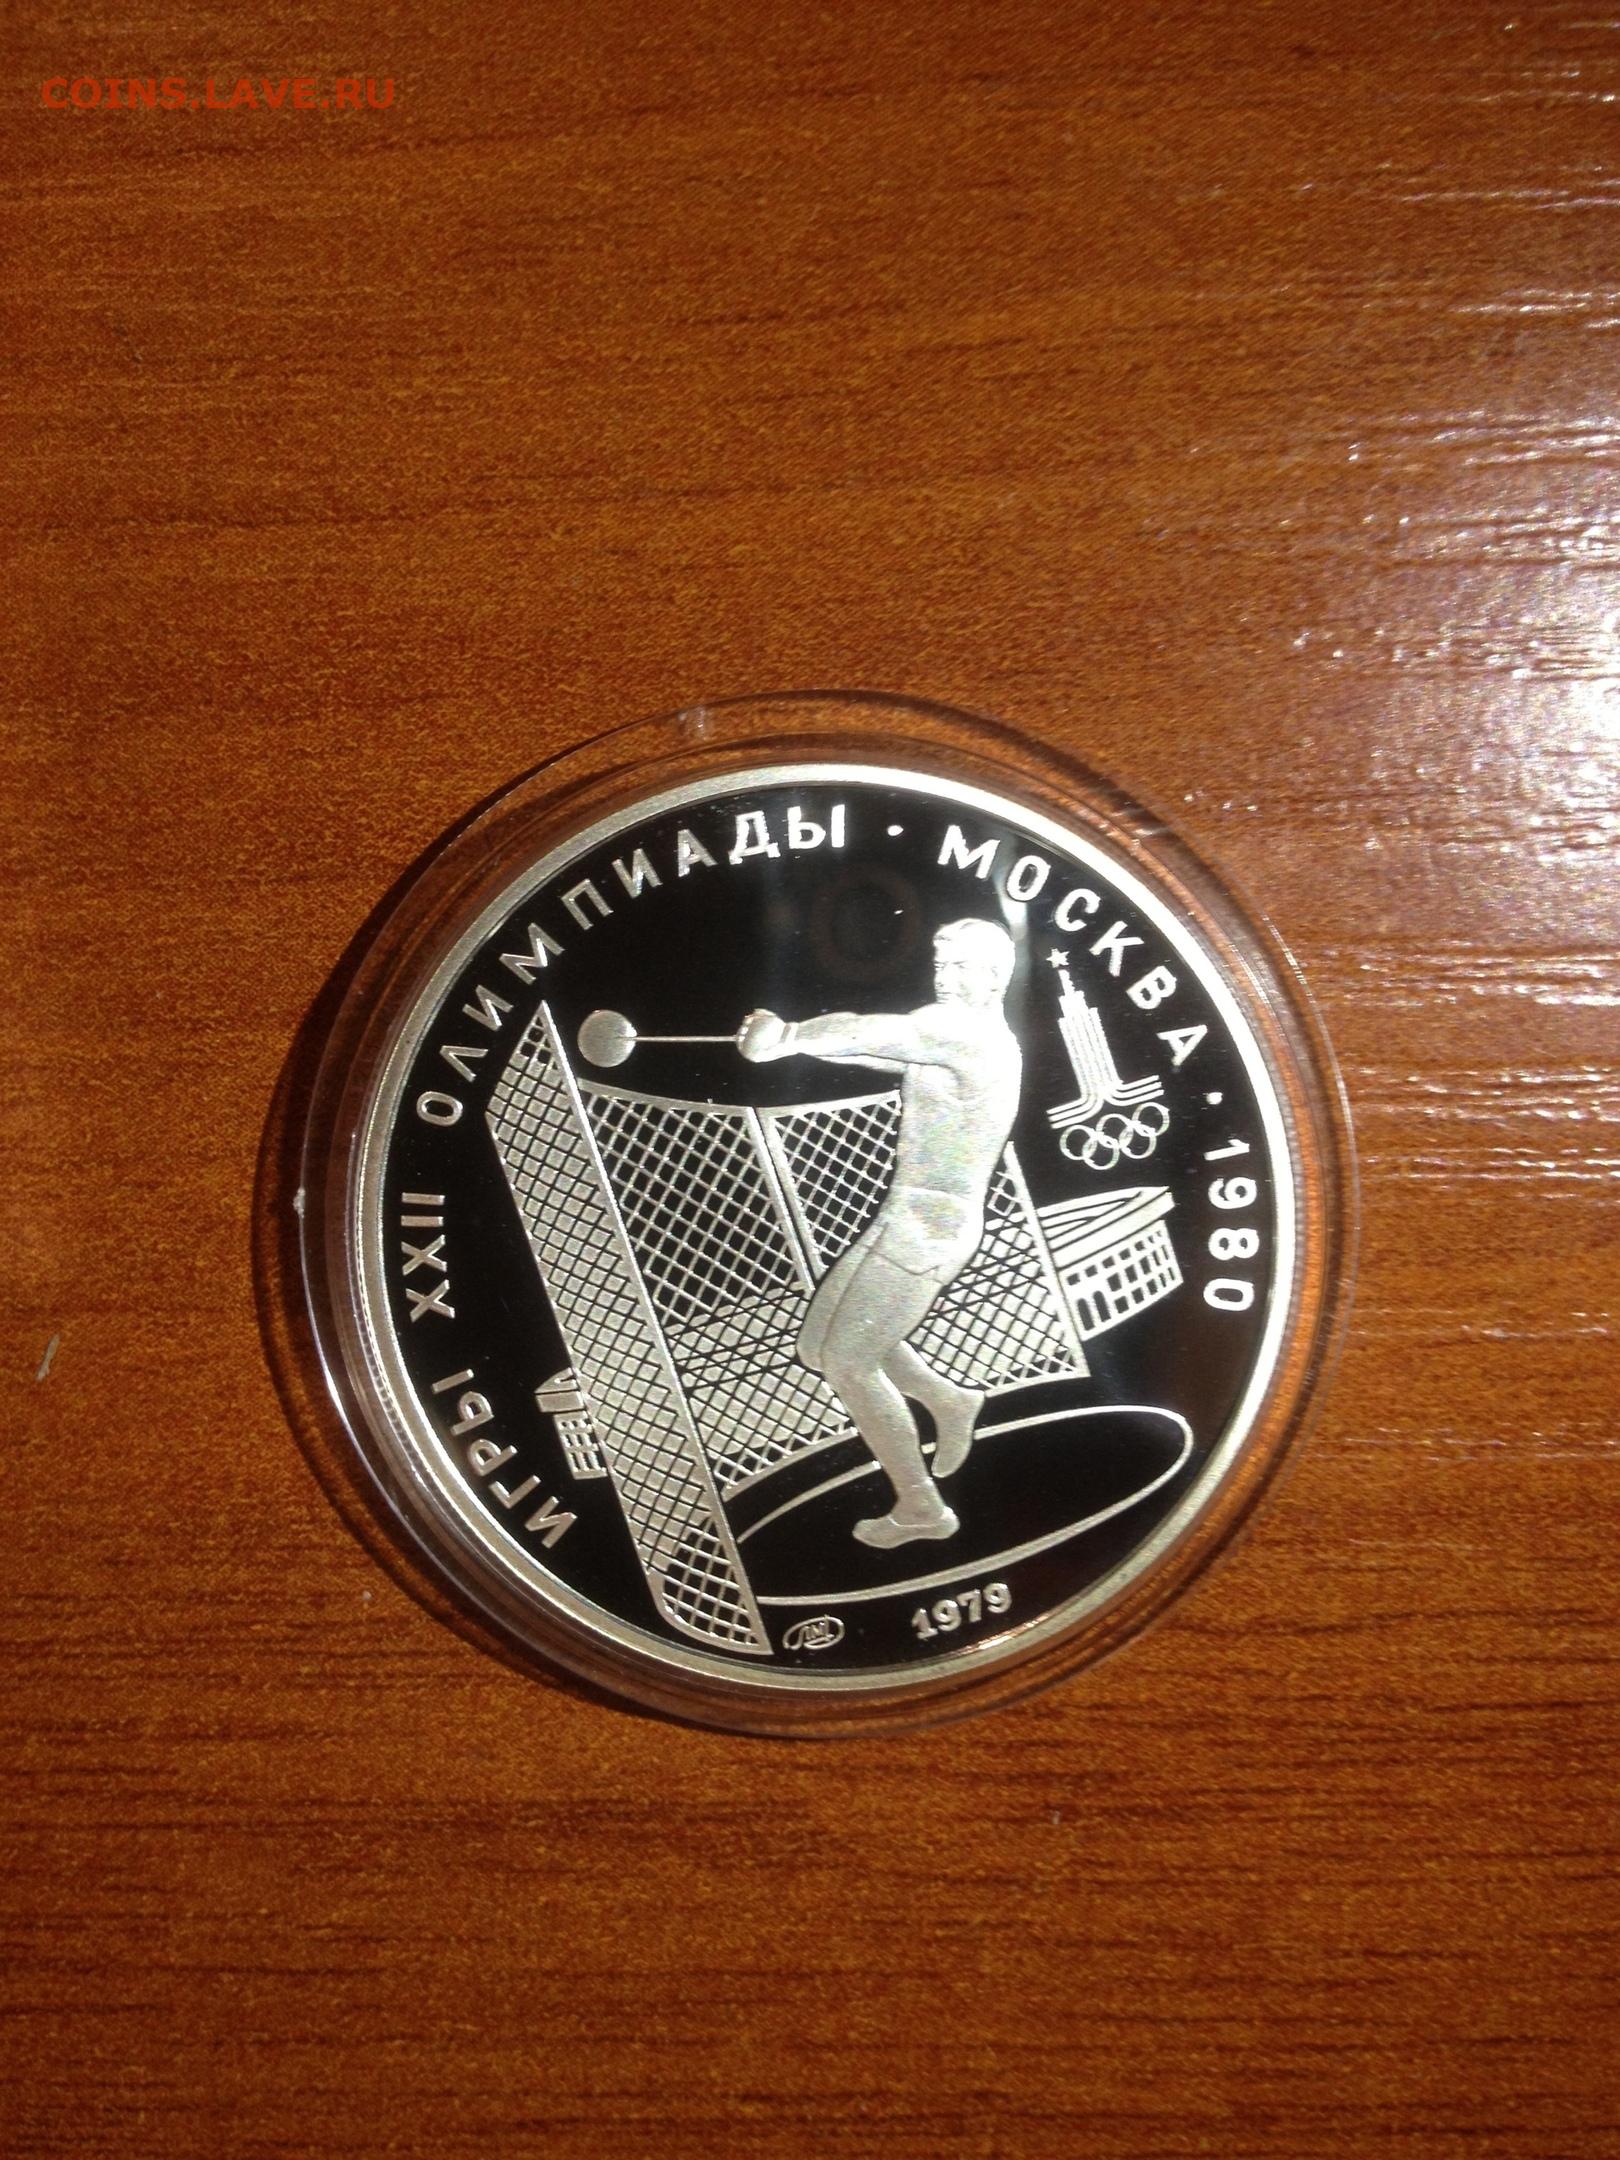 COINS.LAVE.RU
ИГРЫ XXII ОЛИМПИАДЫ · МОСКВА · 1980
ЛМД
1979